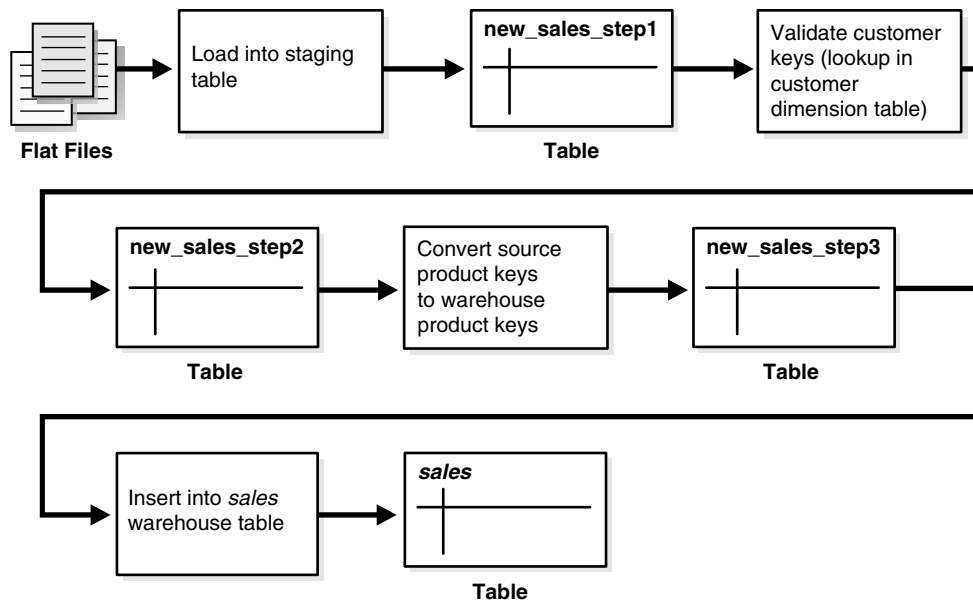 Flat Files
Load into staging
table
new_sales_step1
Table
Validate customer
keys (lookup in
customer
dimension table)
new_sales_step2
Table
Convert source
product keys
to warehouse
product keys
new_sales_step3
Table
Insert into sales
warehouse table
sales
Table